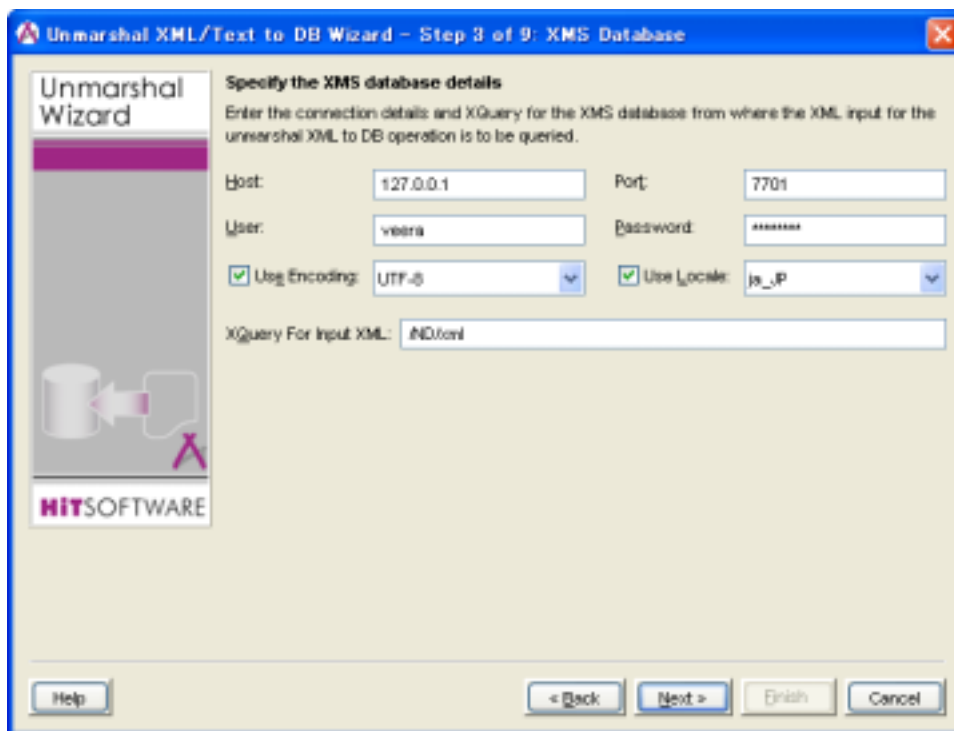 Unmarshal XML/Text to DB Wizard - Step 3 of 9: XMS Database
Unmarshal
Wizard
HiTSOFTWARE
Specify the XMS database details
Enter the connection details and XQuery for the XMS database from where the XML input for the
unmarshal XML to DB operation is to be queried.
Host: 127.0.0.1 Port: 7701
User: veera Password: ********
Use Encoding: UTF-8 Use Locale: ja_JP
XQuery For Input XML: /ND/xml
Help < Back Next > Finish Cancel